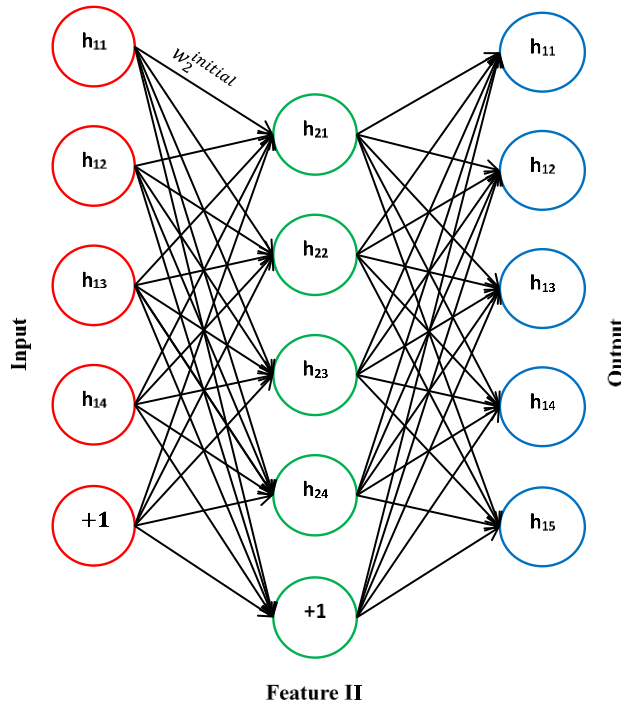 h11
h12
h13
h14
+1
Input
w2initial
h21
h22
h23
h24
+1
Feature II
h11
h12
h13
h14
h15
Output